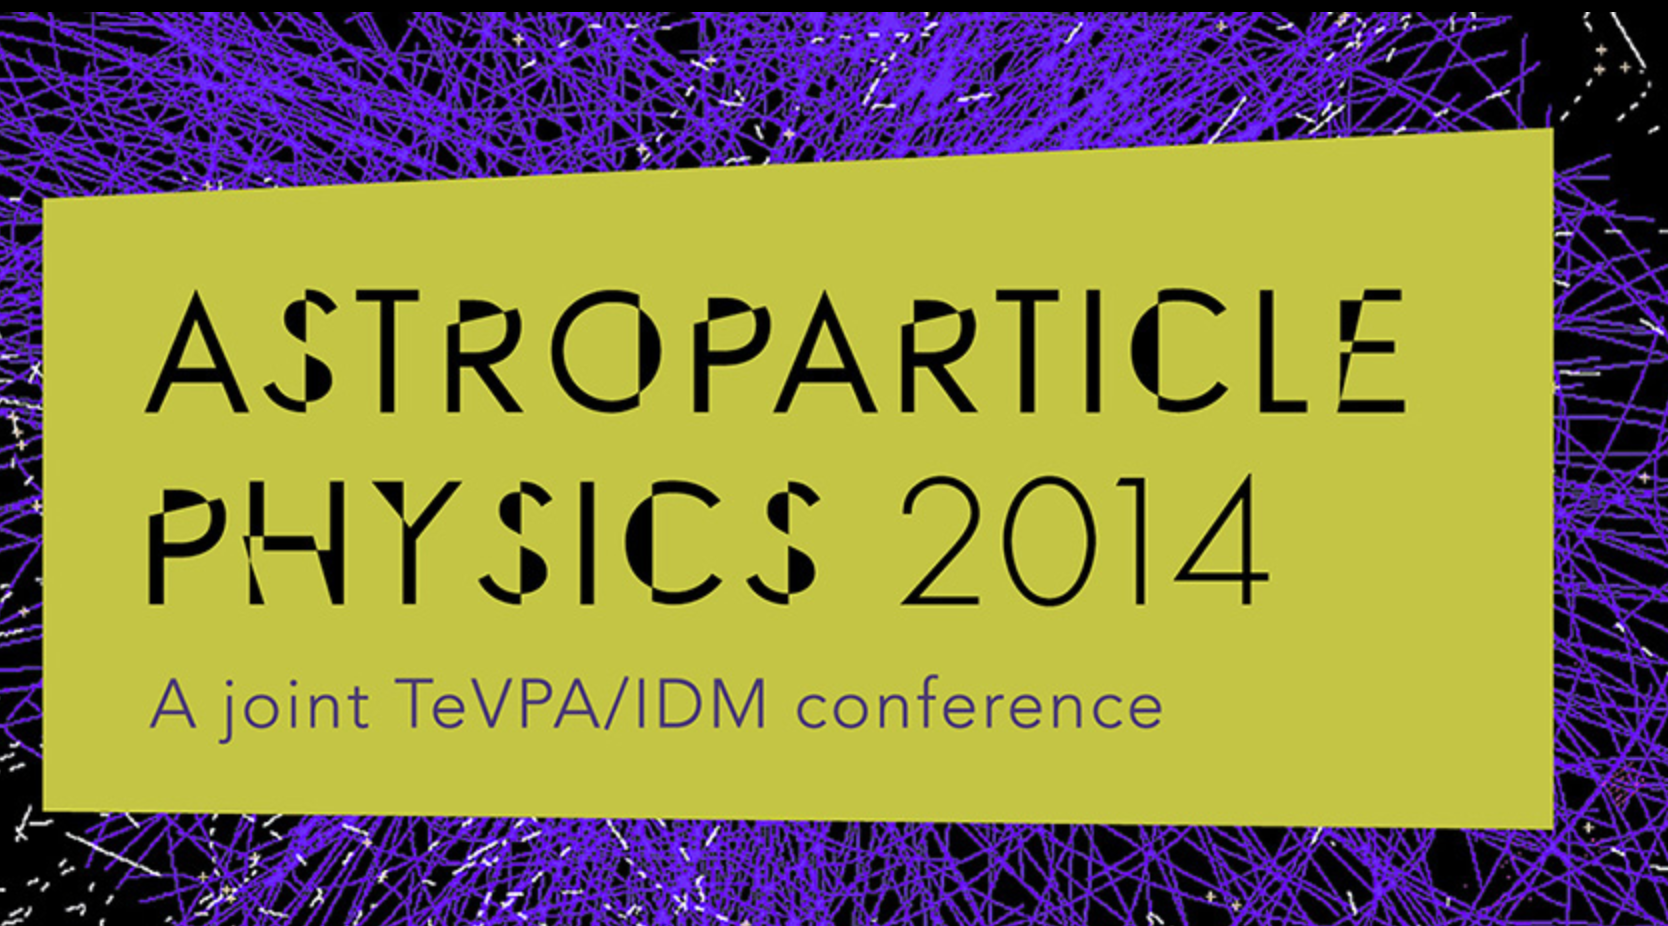 ASTROPARTICLE
PHYSICS 2014
A joint TeVPA/IDM conference